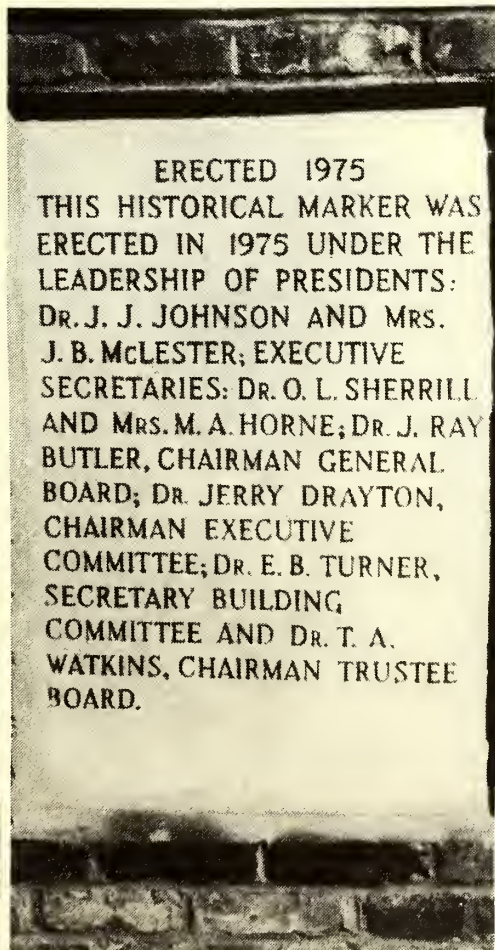 ERECTED 1975
THIS HISTORICAL MARKER WAS
ERECTED IN 1975 UNDER THE
LEADERSHIP OF PRESIDENTS:
DR. J. J. JOHNSON AND MRS.
J. B. McLESTER; EXECUTIVE
SECRETARIES: DR. O. L. SHERRILL
AND MRS. M. A. HORNE; DR. J. RAY
BUTLER, CHAIRMAN GENERAL
BOARD; DR. JERRY DRAYTON,
CHAIRMAN EXECUTIVE
COMMITTEE; DR. E. B. TURNER,
SECRETARY BUILDING
COMMITTEE AND DR. T. A.
WATKINS, CHAIRMAN TRUSTEE
BOARD.